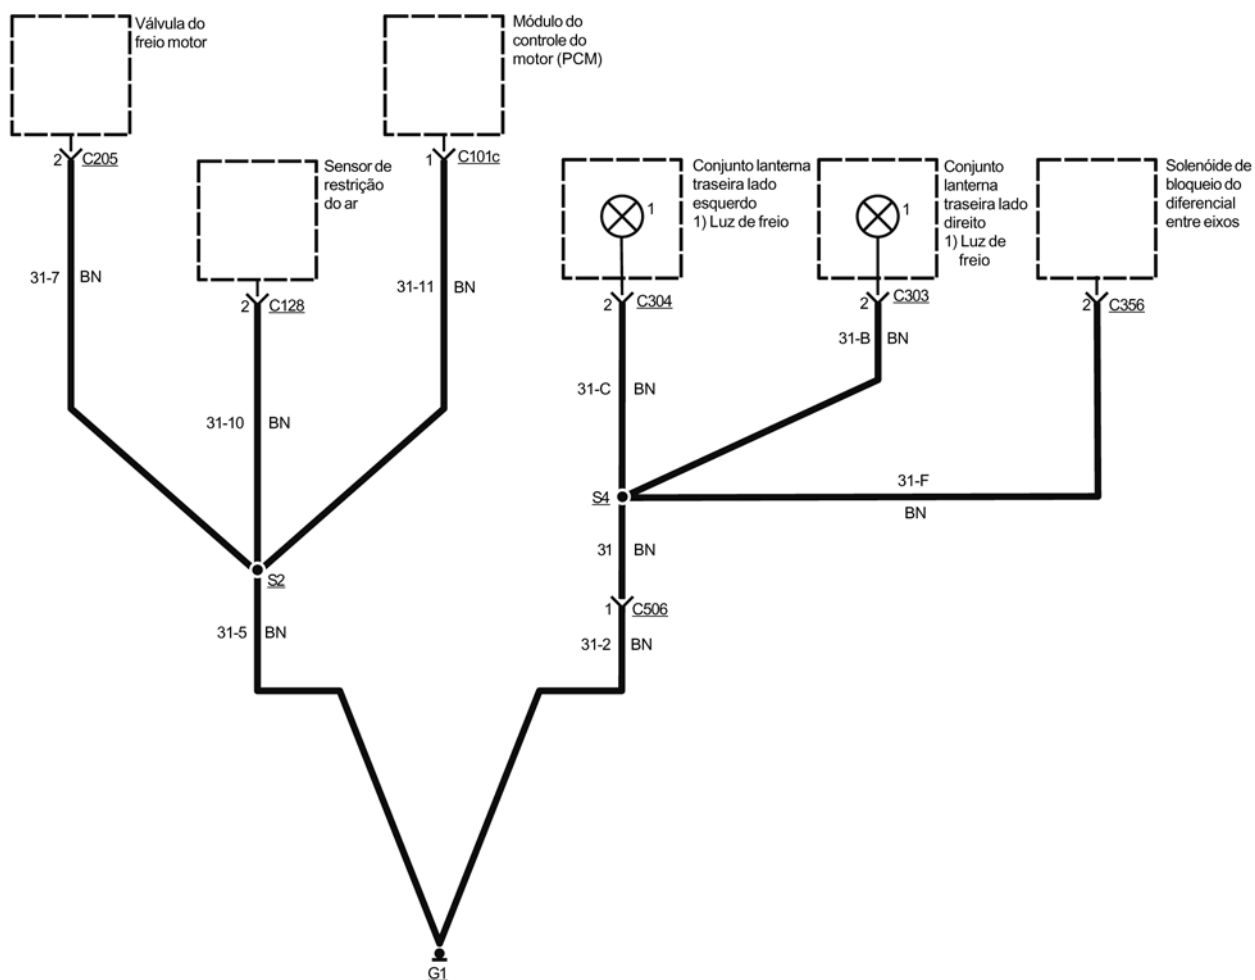 Válvula do
freio motor
Módulo do
controle do
motor (PCM)
2 C205
1 C101c
Sensor de
restrição
do ar
Conjunto lanterna
traseira lado
esquerdo
1) Luz de freio
1
Conjunto
lanterna
traseira lado
direito
1) Luz de
freio
1
Solenóide de
bloqueio do
diferencial
entre eixos
31-7 BN
2 C128
31-11 BN
2 C304
2 C303
2 C356
31-B BN
31-C BN
31-10 BN
31-F
BN
S4
31 BN
S2
1 C506
31-5 BN
31-2 BN
G1